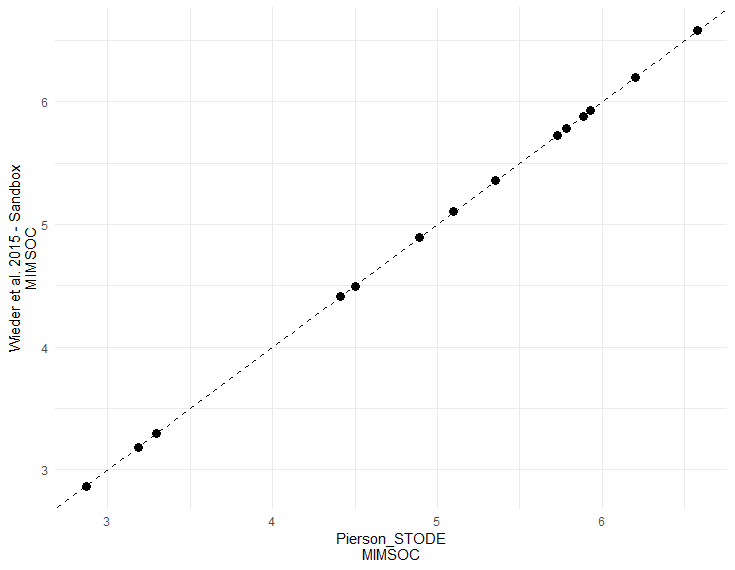 6
5
4
3
Wieder et al. 2015 - Sandbox
MIMSOC
3 4 5 6
Pierson_STODE
MIMSOC